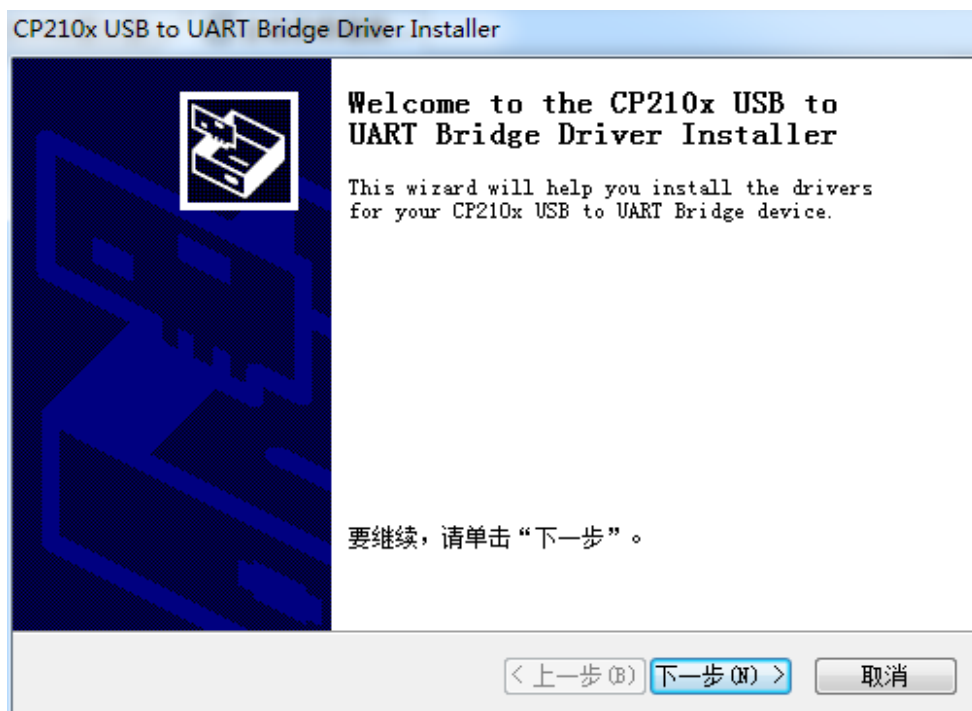 CP210x USB to UART Bridge Driver Installer
Welcome to the CP210x USB to
UART Bridge Driver Installer
This wizard will help you install the drivers
for your CP210x USB to UART Bridge device.
要继续，请单击“下一步”。
< 上一步(B)
下一步(N) >
取消